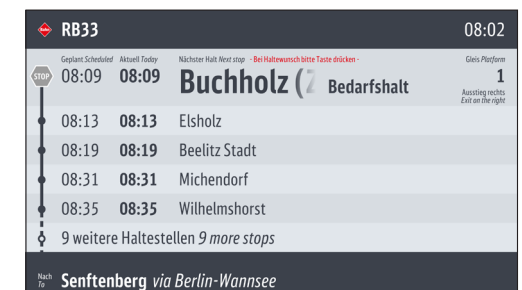 RB33 08:02
Geplant Scheduled Aktuell Today Nächster Halt Next stop - Bei Haltewunsch bitte Taste drücken - Gleis Platform
STOP 08:09 08:09 Buchholz ( Bedarfshalt 1
Ausstieg rechts
Exit on the right
08:13 08:13 Elsholz
08:19 08:19 Beelitz Stadt
08:31 08:31 Michendorf
08:35 08:35 Wilhelmshorst
9 weitere Haltestellen 9 more stops
Nach
To Senftenberg via Berlin-Wannsee